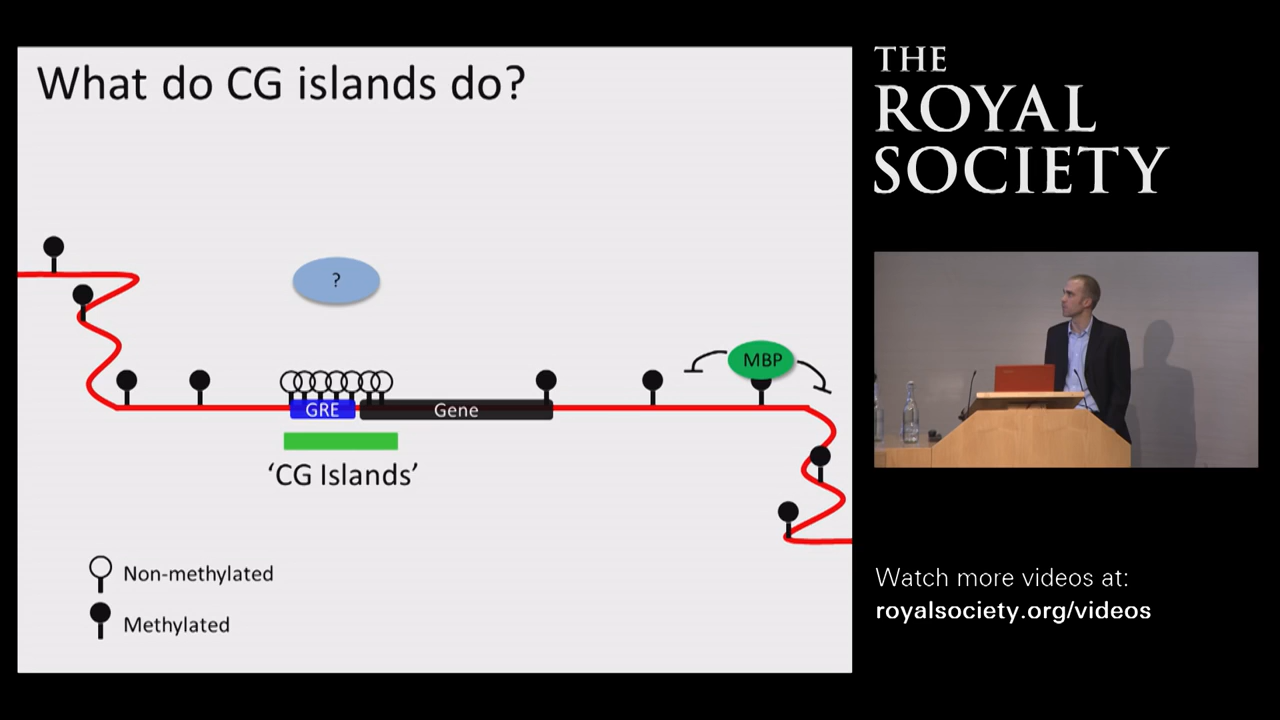 What do CG islands do?
?
MBP
GRE
Gene
‘CG Islands’
Non-methylated
Methylated
THE
ROYAL
SOCIETY
Watch more videos at:
royalsociety.org/videos